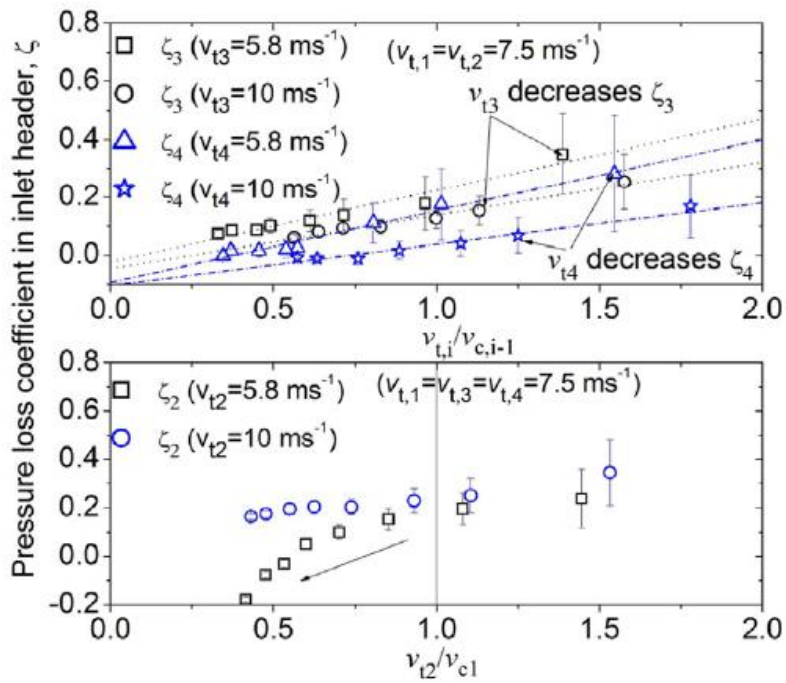 Pressure loss coefficient in inlet header, ζ
0.8
0.6
0.4
0.2
0.0
ζ3 (vt3=5.8 ms-1)
(vt,1=vt,2=7.5 ms-1)
ζ3 (vt3=10 ms-1)
vt3 decreases ζ3
ζ4 (vt4=5.8 ms-1)
ζ4 (vt4=10 ms-1)
vt4 decreases ζ4
0.0 0.5 1.0 1.5 2.0
vt,i/vc,i-1
0.8
0.6
0.4
0.2
0.0
-0.2
ζ2 (vt2=5.8 ms-1)
(vt,1=vt,3=vt,4=7.5 ms-1)
ζ2 (vt2=10 ms-1)
0.0 0.5 1.0 1.5 2.0
vt2/vc1